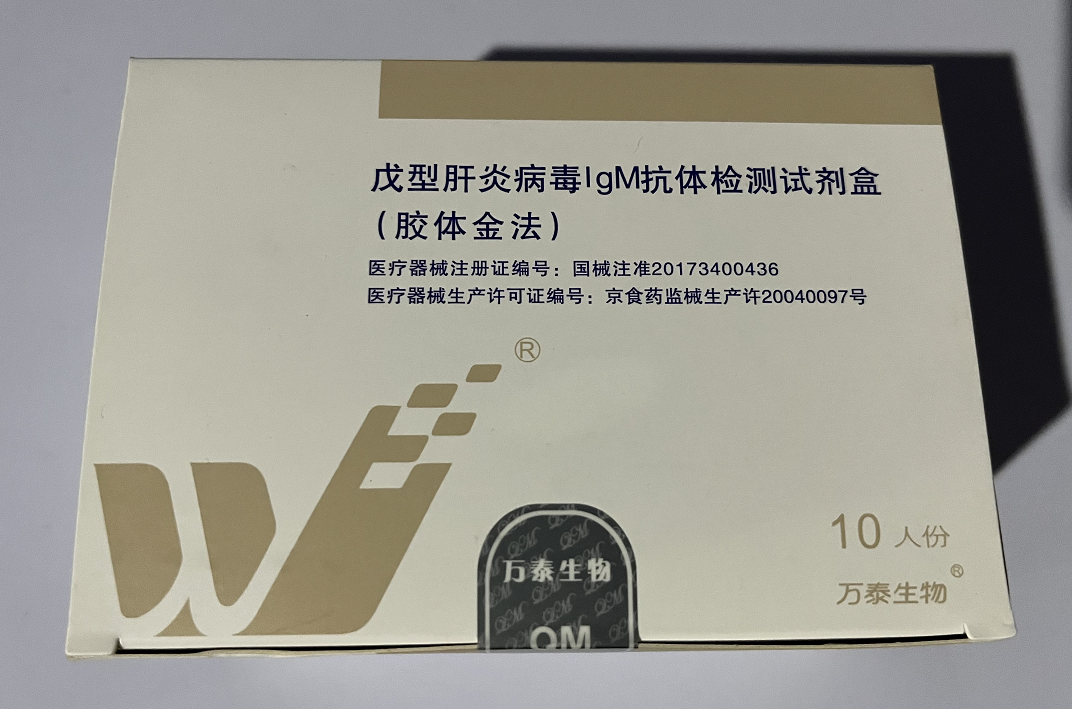 戊型肝炎病毒IgM抗体检测试剂盒
（胶体金法）
医疗器械注册证编号：国械注准20173400436
医疗器械生产许可证编号：京食药监械生产许20040097号
®
10 人份
万泰生物®
万泰生物
QM